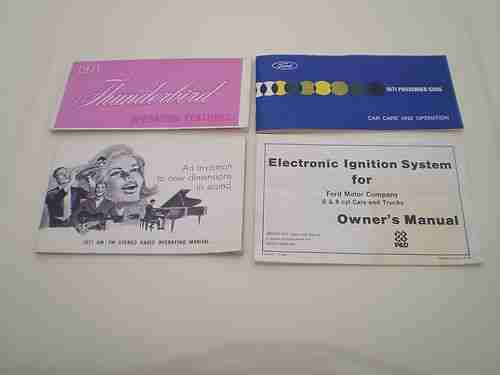 1971
Thunderbird
OPERATING FEATURES
Ford
1971 PASSENGER CARS
CAR CARE AND OPERATION
An invitation
to new dimensions
in sound
1971 AM / FM STEREO RADIO OPERATING MANUAL
Electronic Ignition System
for
Ford Motor Company
6 & 8 cyl Cars and Trucks
Owner's Manual